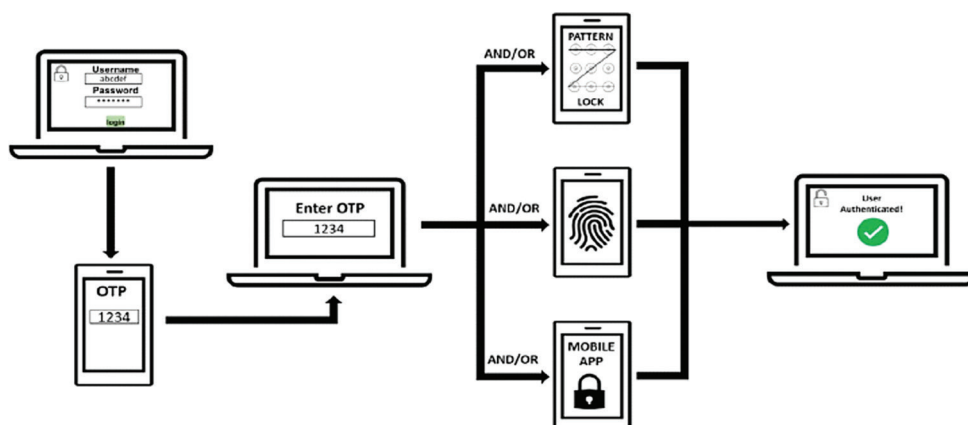 Username
abcdef
Password
*******
login
OTP
1234
Enter OTP
1234
AND/OR
PATTERN
LOCK
AND/OR
AND/OR
MOBILE
APP
User
Authenticated!